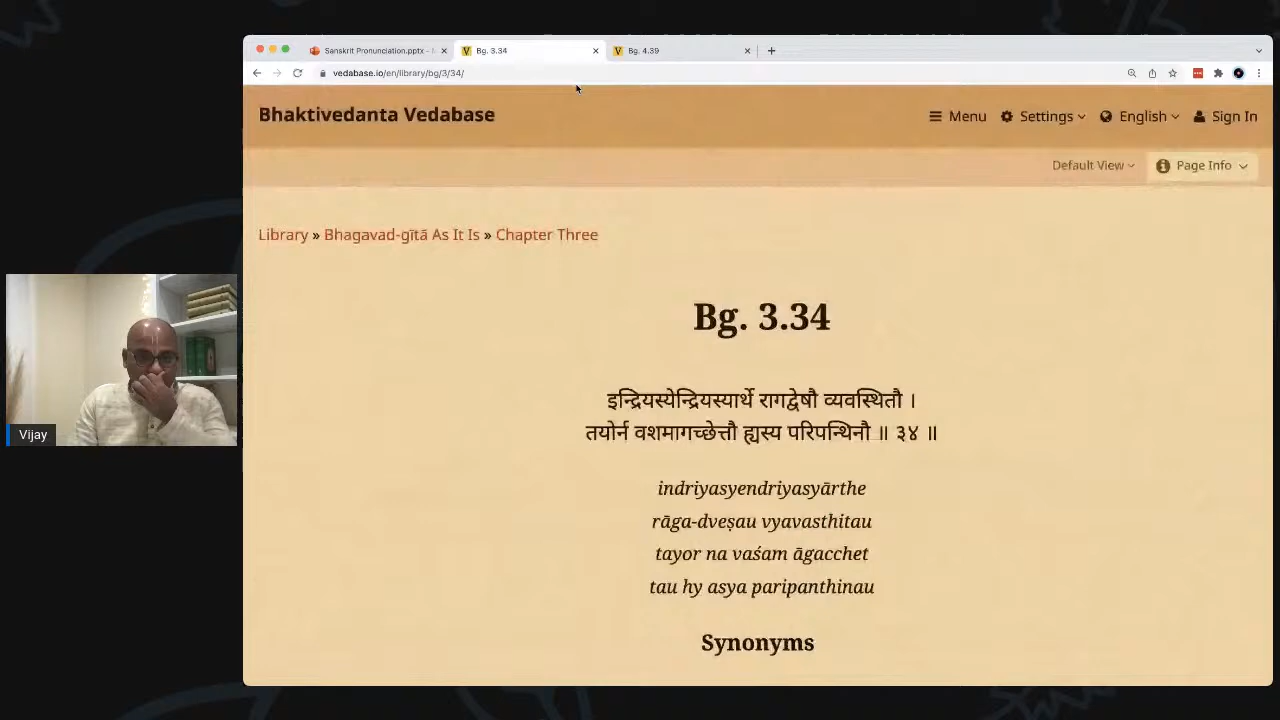 Sanskrit Pronunciation.pptx -
Bg. 3.34
Bg. 4.39
vedabase.io/en/library/bg/3/34/
Bhaktivedanta Vedabase
Menu
Settings
English
Sign In
Default View
Page Info
Library » Bhagavad-gītā As It Is » Chapter Three
Bg. 3.34
इन्द्रियस्येन्द्रियस्यार्थे रागद्वेषौ व्यवस्थितौ ।
तयोर्न वशमागच्छेत्तौ ह्यस्य परिपन्थिनौ ॥ ३४ ॥
indriyasyendriyasyārthe
rāga-dveṣau vyavasthitau
tayor na vaśam āgacchet
tau hy asya paripanthinau
Synonyms
Vijay